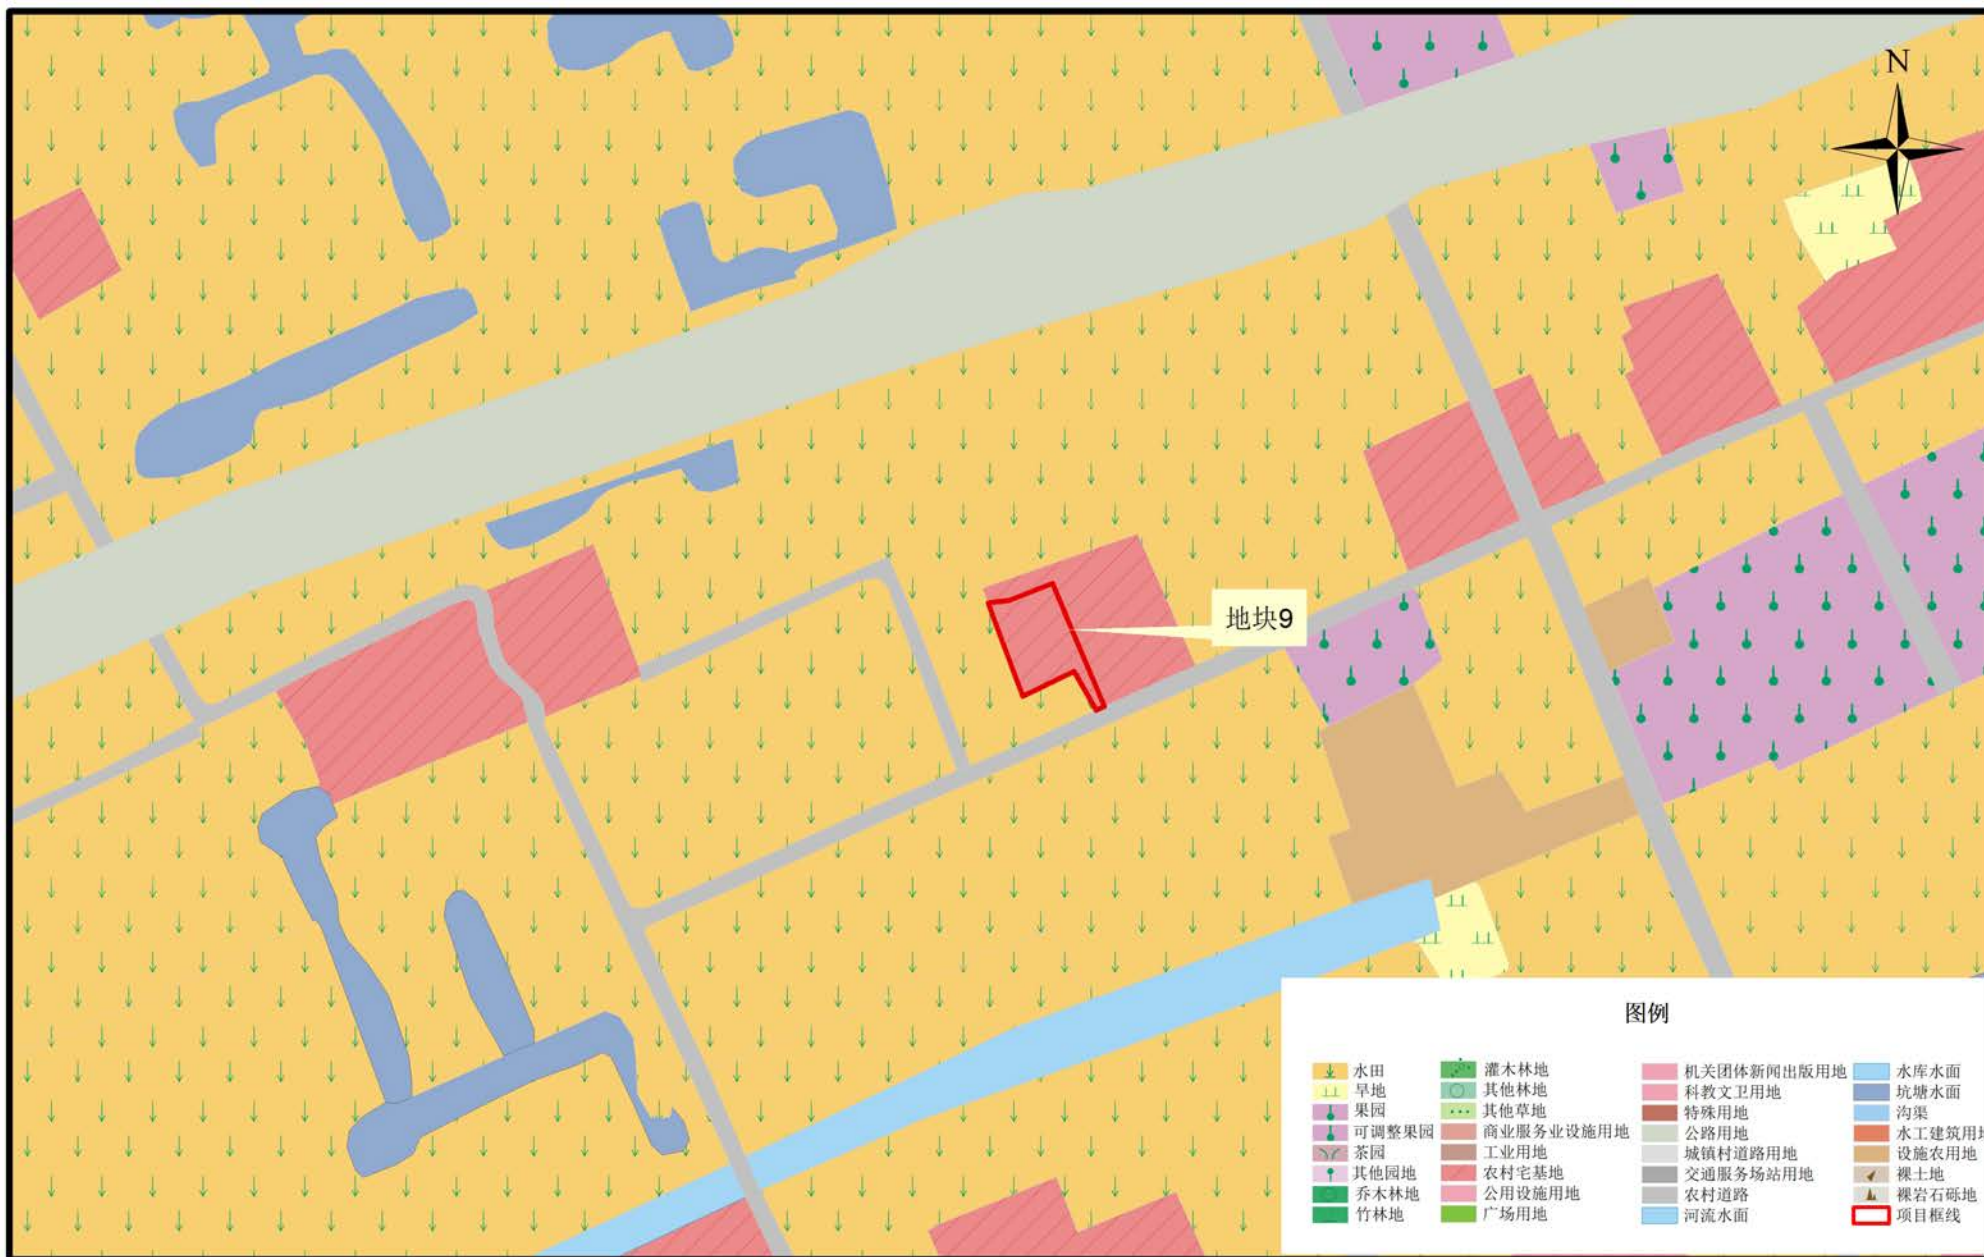 N
地块9
图例
水田
旱地
果园
可调整果园
茶园
其他园地
乔木林地
竹林地
灌木林地
其他林地
其他草地
商业服务业设施用地
工业用地
农村宅基地
公用设施用地
广场用地
机关团体新闻出版用地
科教文卫用地
特殊用地
公路用地
城镇村道路用地
交通服务场站用地
农村道路
河流水面
水库水面
坑塘水面
沟渠
水工建筑用地
设施农用地
裸土地
裸岩石砾地
项目框线